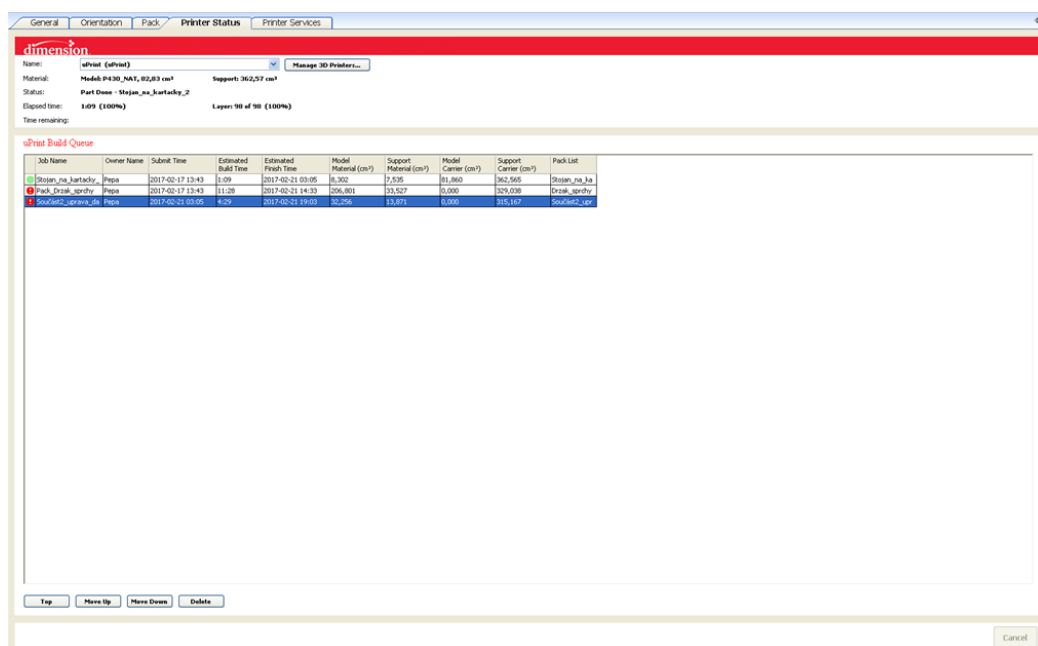 General Orientation Pack Printer Status Printer Services
dimension
Name: uPrint (uPrint) Manage 3D Printers...
Material: Model: P430_NAT, 82,83 cm³ Support: 362,57 cm³
Status: Part Done - Stojan_na_kartacky_2
Elapsed time: 1:09 (100%) Layer: 98 of 98 (100%)
Time remaining:
uPrint Build Queue
Job Name Owner Name Submit Time Estimated Build Time Estimated Finish Time Model Material (cm³) Support Material (cm³) Model Carrier (cm³) Support Carrier (cm³) Pack List
Stojan_na_kartacky_ Pepa 2017-02-17 13:43 1:09 2017-02-21 03:05 8,302 7,535 81,860 362,565 Stojan_na_ka
Pack_Drzak_sprchy Pepa 2017-02-17 13:43 11:28 2017-02-21 14:33 206,801 33,527 0,000 329,038 Drzak_sprchy
Součást2_uprava_da Pepa 2017-02-21 03:05 4:29 2017-02-21 19:03 32,256 13,871 0,000 315,167 Součást2_upr
Top Move Up Move Down Delete
Cancel